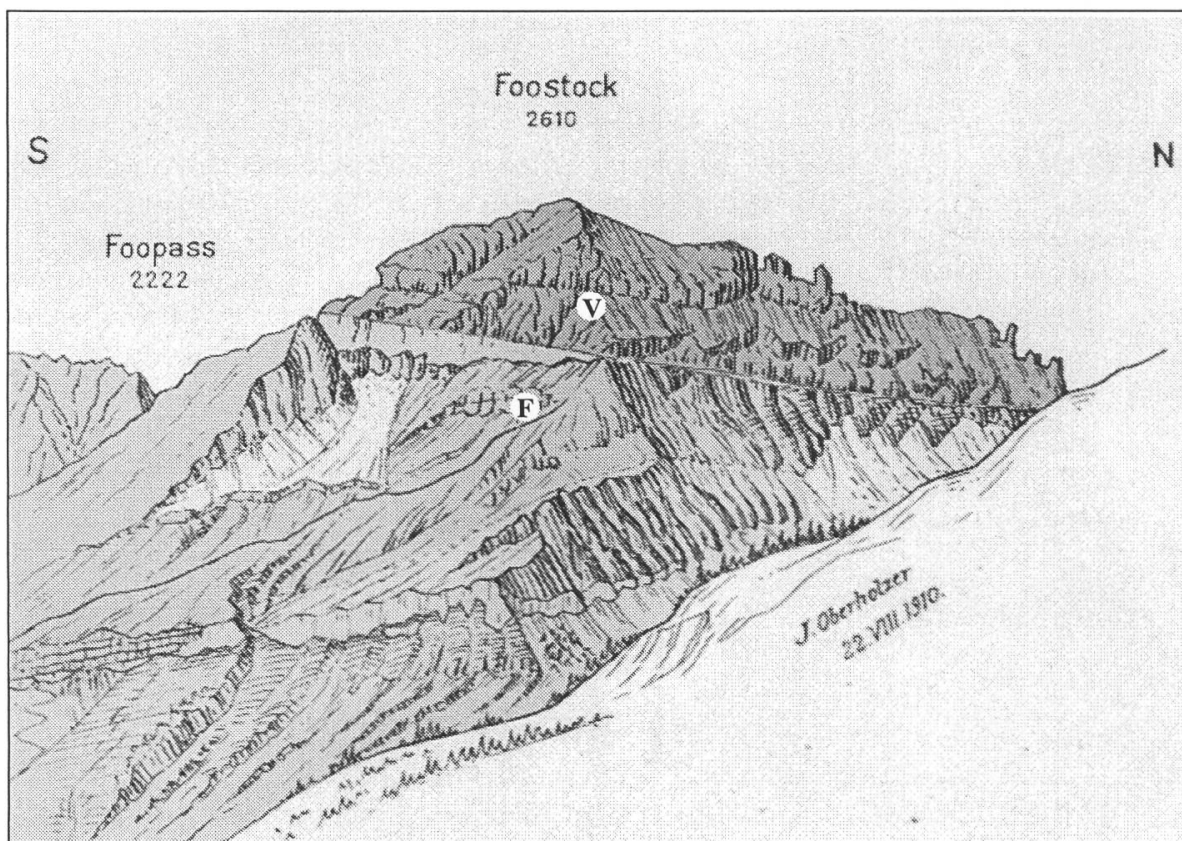 Foostock
2610
S
N
Foopass
2222
V
F
J. Oberholzer
22. VIII. 1910.